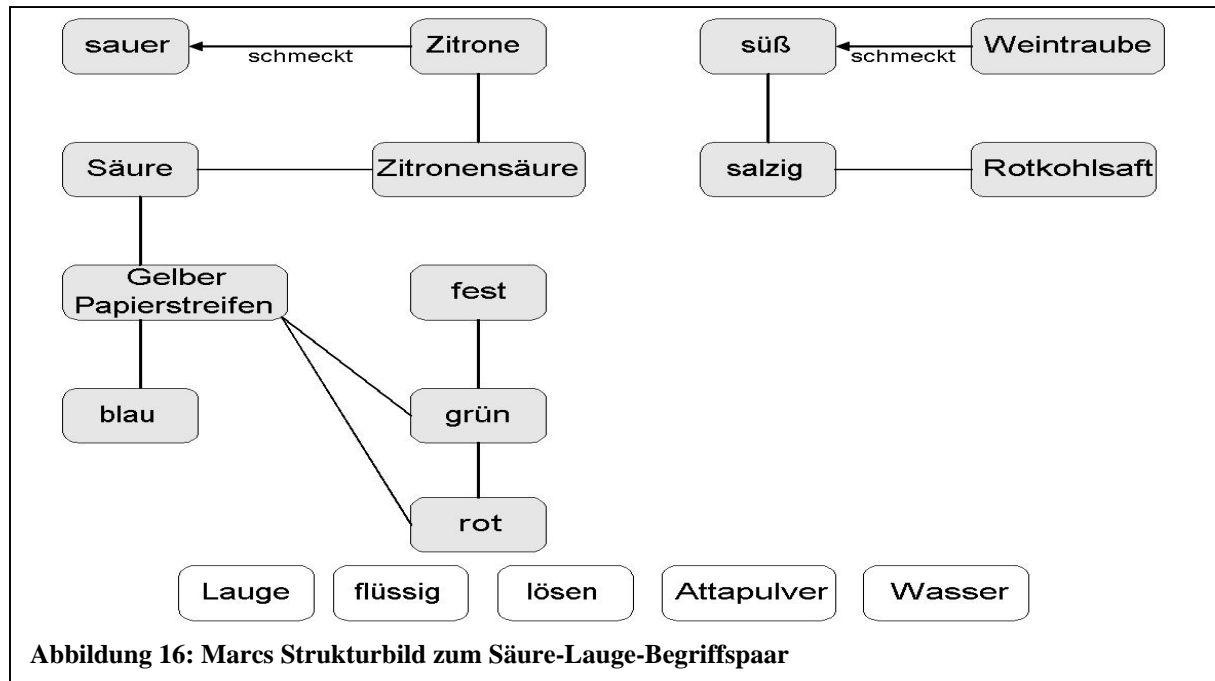 sauer
schmeckt
Zitrone
süß
schmeckt
Weintraube
Säure
Zitronensäure
salzig
Rotkohlsaft
Gelber
Papierstreifen
fest
blau
grün
rot
Lauge
flüssig
lösen
Attapulver
Wasser
Abbildung 16: Marcs Strukturbild zum Säure-Lauge-Begriffspaar